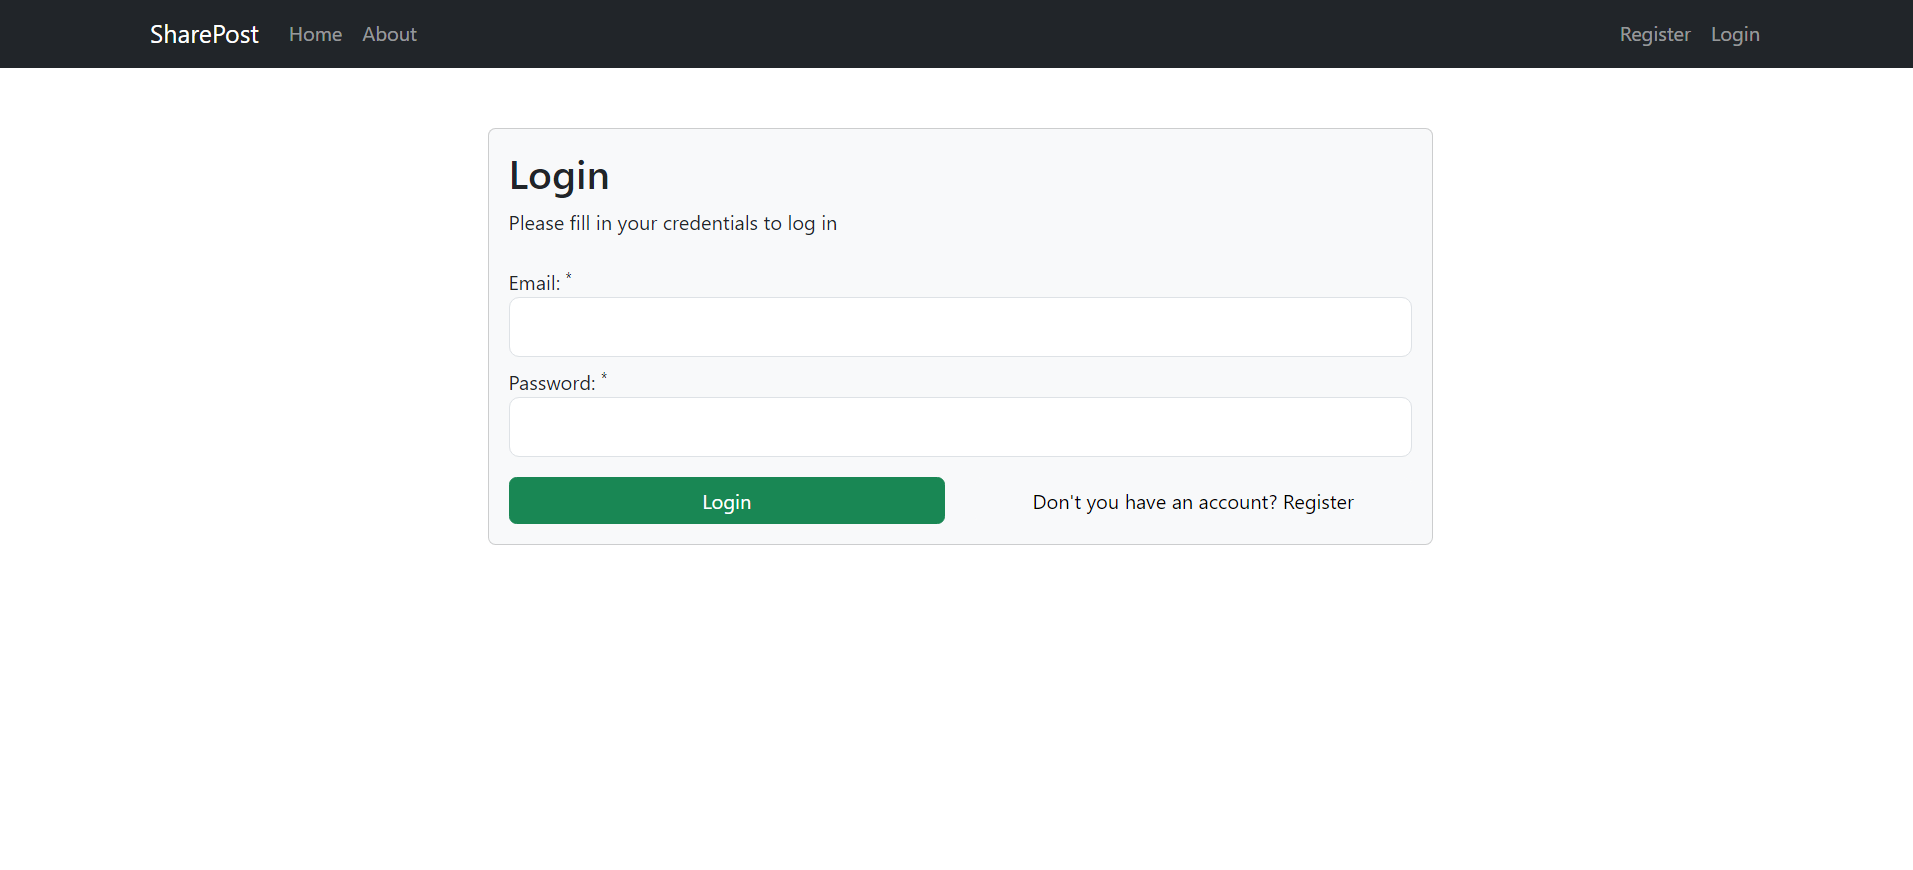 SharePost Home About Register Login
Login
Please fill in your credentials to log in
Email: *
Password: *
Login Don't you have an account? Register